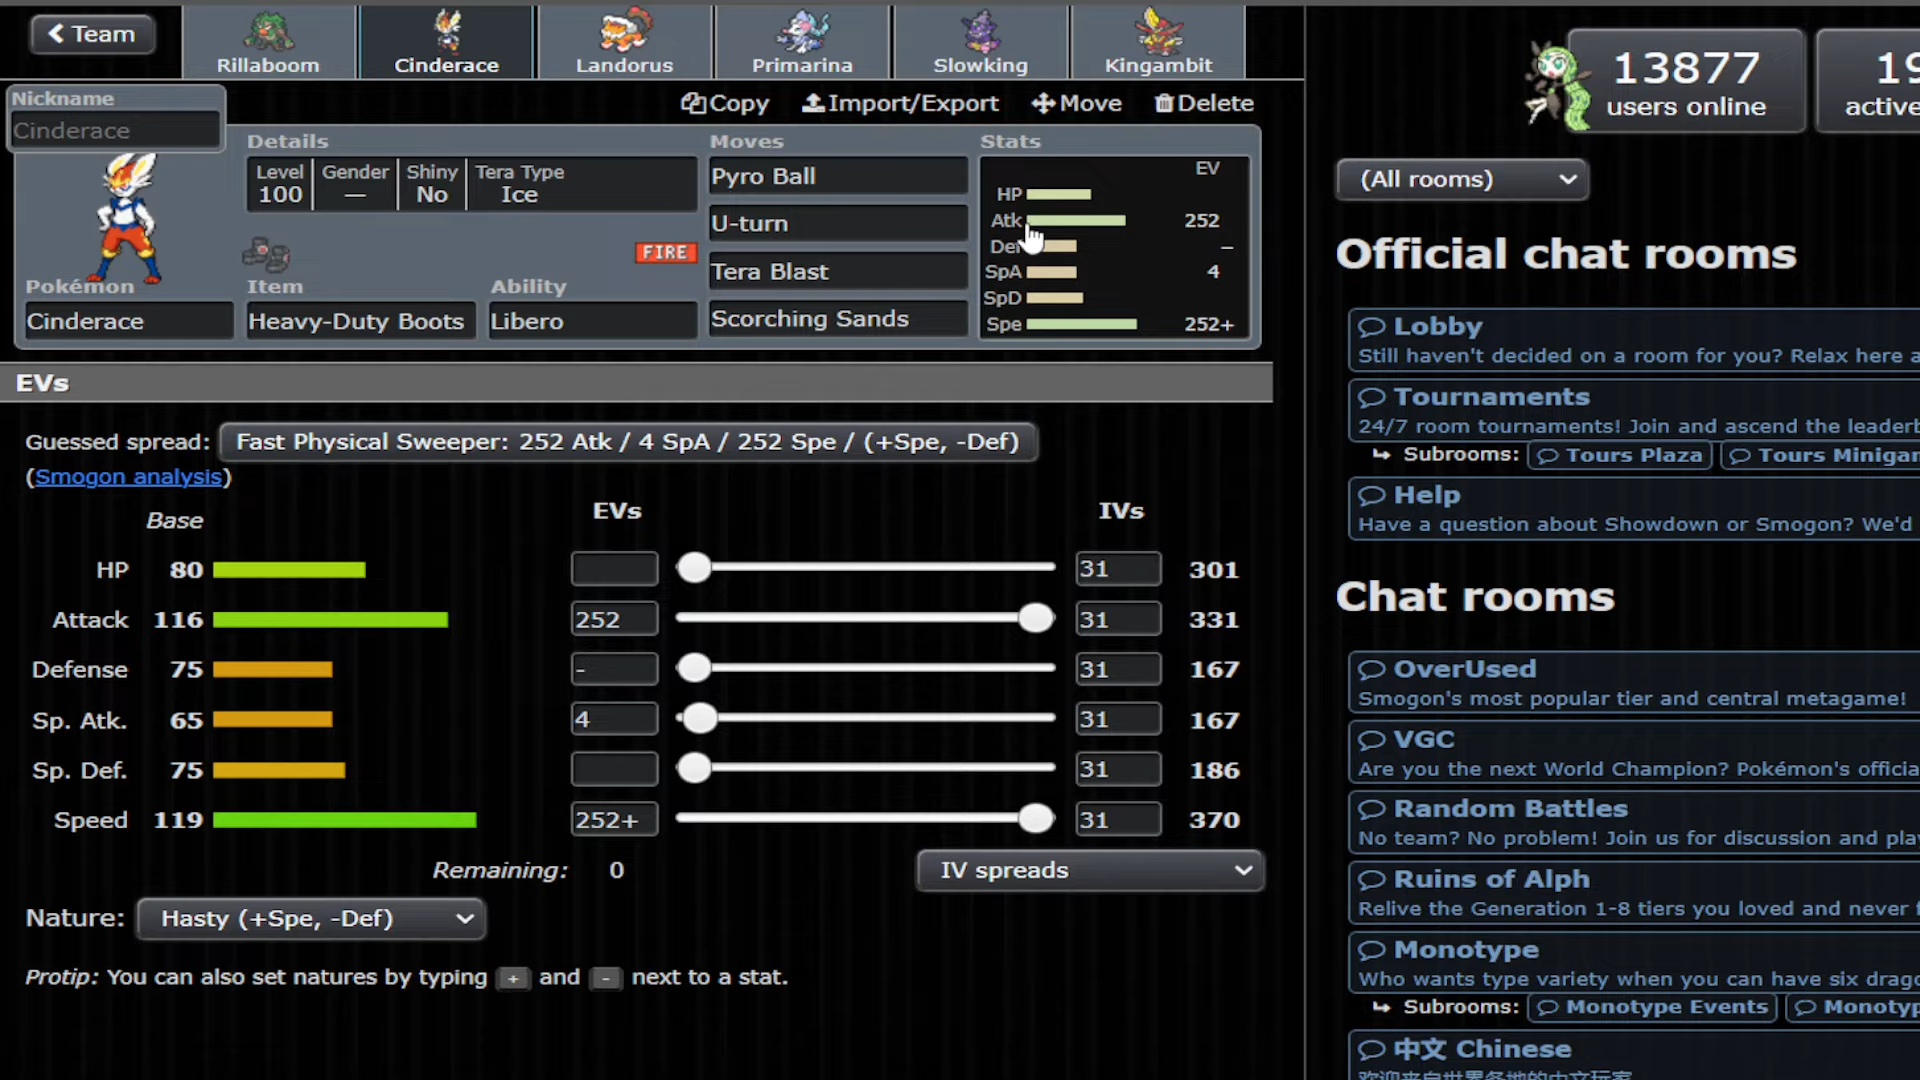 Team
Rillaboom
Cinderace
Landorus
Primarina
Slowking
Kingambit
Copy
Import/Export
Move
Delete
Nickname
Cinderace
Details
Level
100
Gender
—
Shiny
No
Tera Type
Ice
FIRE
Pokémon
Cinderace
Item
Heavy-Duty Boots
Ability
Libero
Moves
Pyro Ball
U-turn
Tera Blast
Scorching Sands
Stats
EV
HP
Atk 252
Def –
SpA 4
SpD
Spe 252+
EVs
Guessed spread: Fast Physical Sweeper: 252 Atk / 4 SpA / 252 Spe / (+Spe, -Def)
(Smogon analysis)
Base EVs IVs
HP 80 31 301
Attack 116 252 31 331
Defense 75 - 31 167
Sp. Atk. 65 4 31 167
Sp. Def. 75 31 186
Speed 119 252+ 31 370
Remaining: 0
IV spreads
Nature: Hasty (+Spe, -Def)
Protip: You can also set natures by typing + and - next to a stat.
13877
users online
19
active
(All rooms)
Official chat rooms
Lobby
Still haven't decided on a room for you? Relax here a
Tournaments
24/7 room tournaments! Join and ascend the leaderb
Subrooms: Tours Plaza Tours Minigam
Help
Have a question about Showdown or Smogon? We'd
Chat rooms
OverUsed
Smogon's most popular tier and central metagame!
VGC
Are you the next World Champion? Pokémon's officia
Random Battles
No team? No problem! Join us for discussion and pla
Ruins of Alph
Relive the Generation 1-8 tiers you loved and never f
Monotype
Who wants type variety when you can have six drago
Subrooms: Monotype Events Monotyp
中文 Chinese